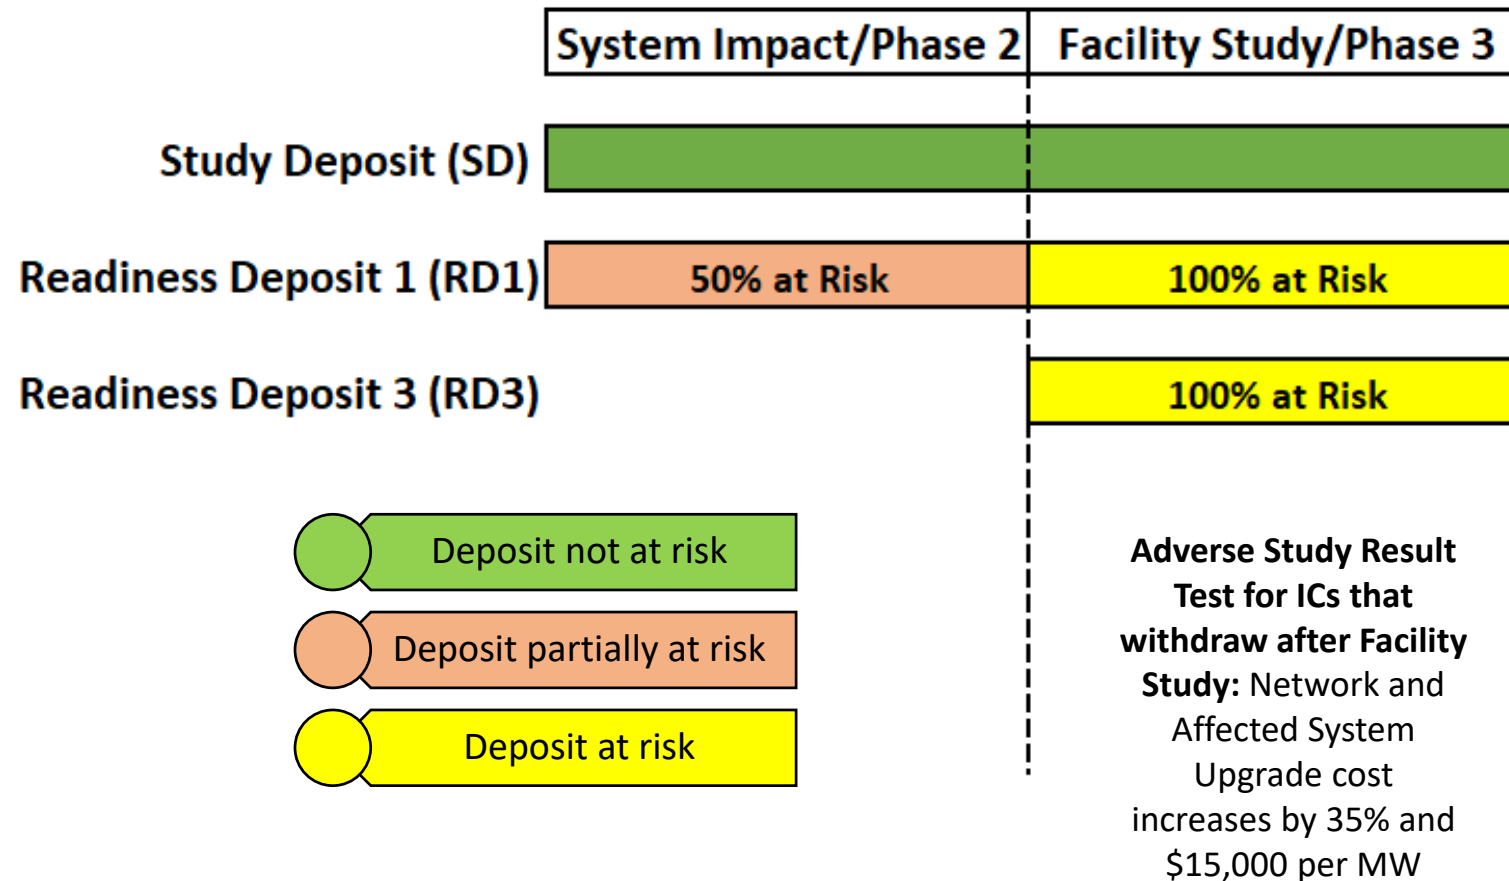 System Impact/Phase 2
Facility Study/Phase 3
Study Deposit (SD)
Readiness Deposit 1 (RD1)
50% at Risk
100% at Risk
Readiness Deposit 3 (RD3)
100% at Risk
Deposit not at risk
Deposit partially at risk
Deposit at risk
Adverse Study Result
Test for ICs that
withdraw after Facility
Study: Network and
Affected System
Upgrade cost
increases by 35% and
$15,000 per MW